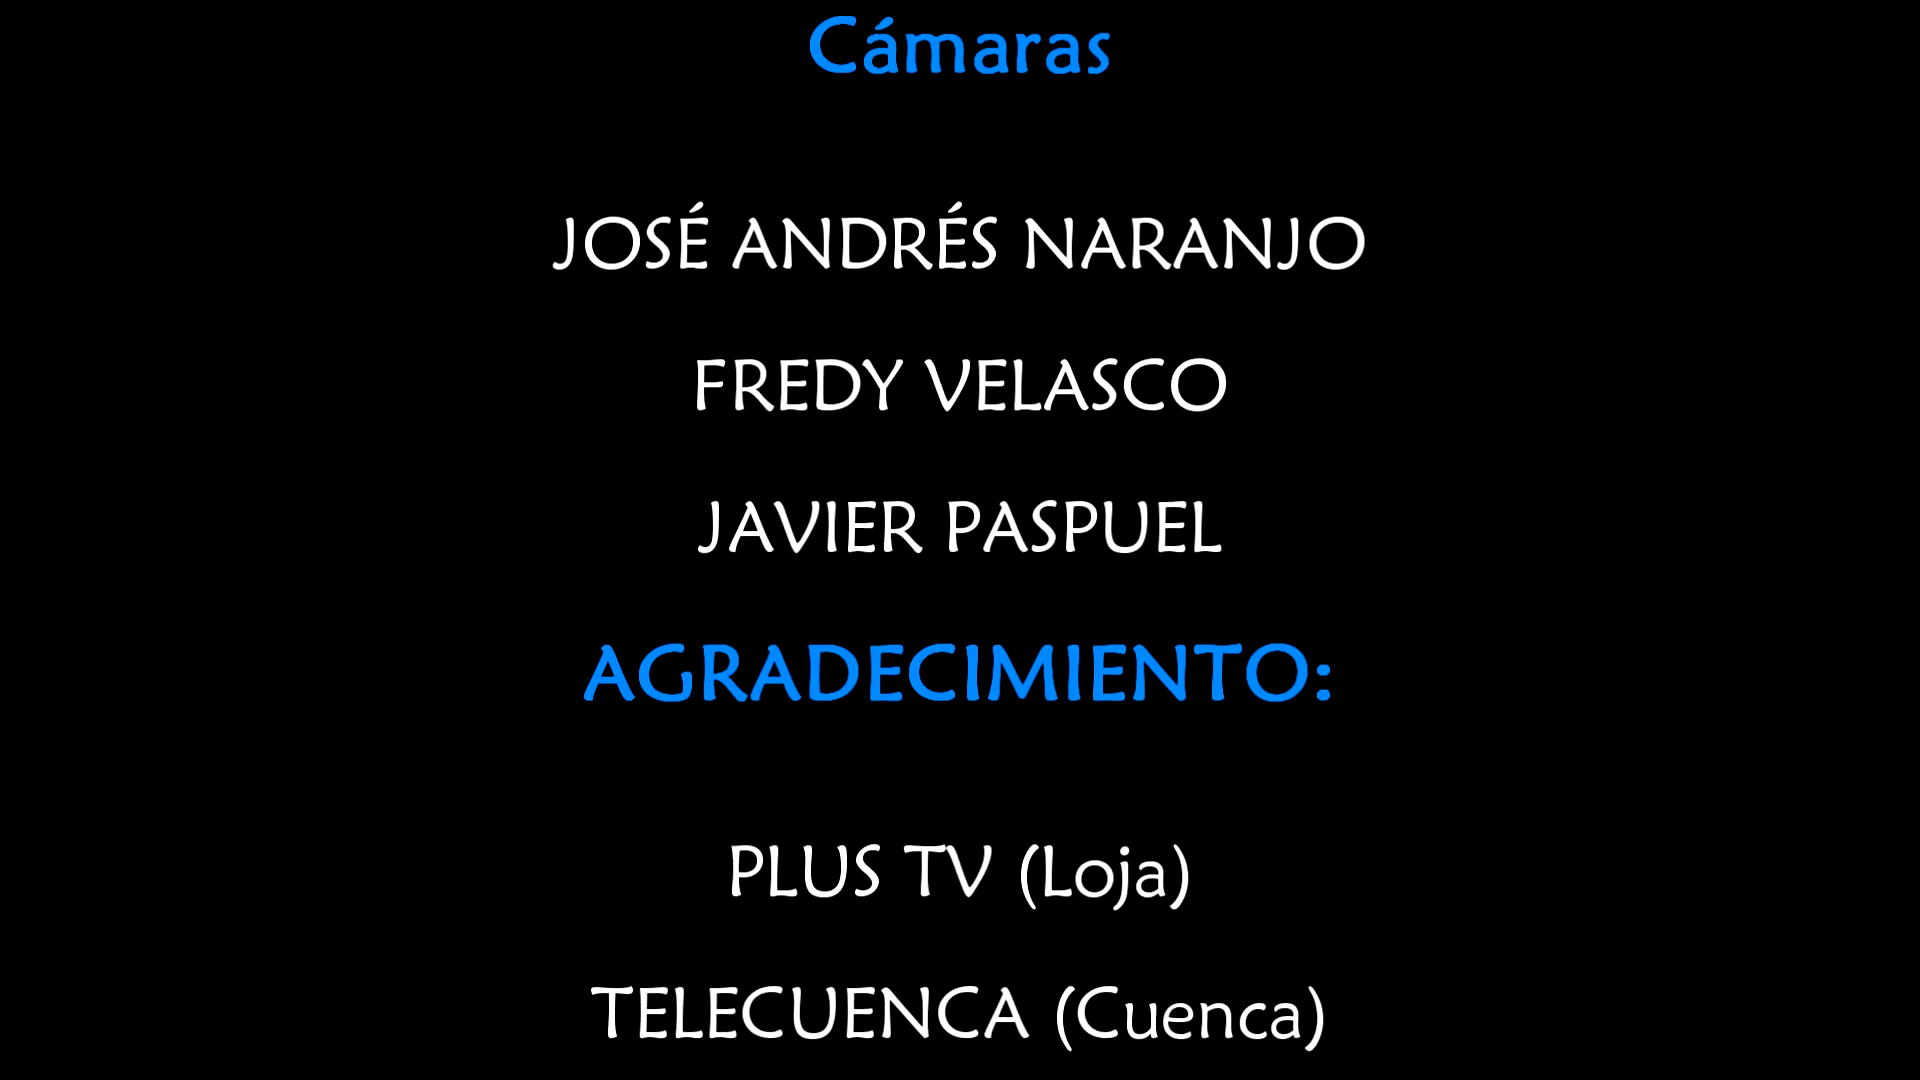 Cámaras
JOSÉ ANDRÉS NARANJO
FREDY VELASCO
JAVIER PASPUEL
AGRADECIMIENTO:
PLUS TV (Loja)
TELECUENCA (Cuenca)